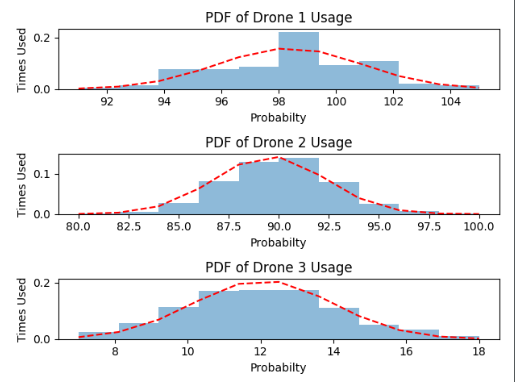 PDF of Drone 1 Usage
0.2
0.0
Times Used
92 94 96 98 100 102 104
Probabilty
PDF of Drone 2 Usage
0.1
0.0
Times Used
80.0 82.5 85.0 87.5 90.0 92.5 95.0 97.5 100.0
Probabilty
PDF of Drone 3 Usage
0.2
0.0
Times Used
8 10 12 14 16 18
Probabilty